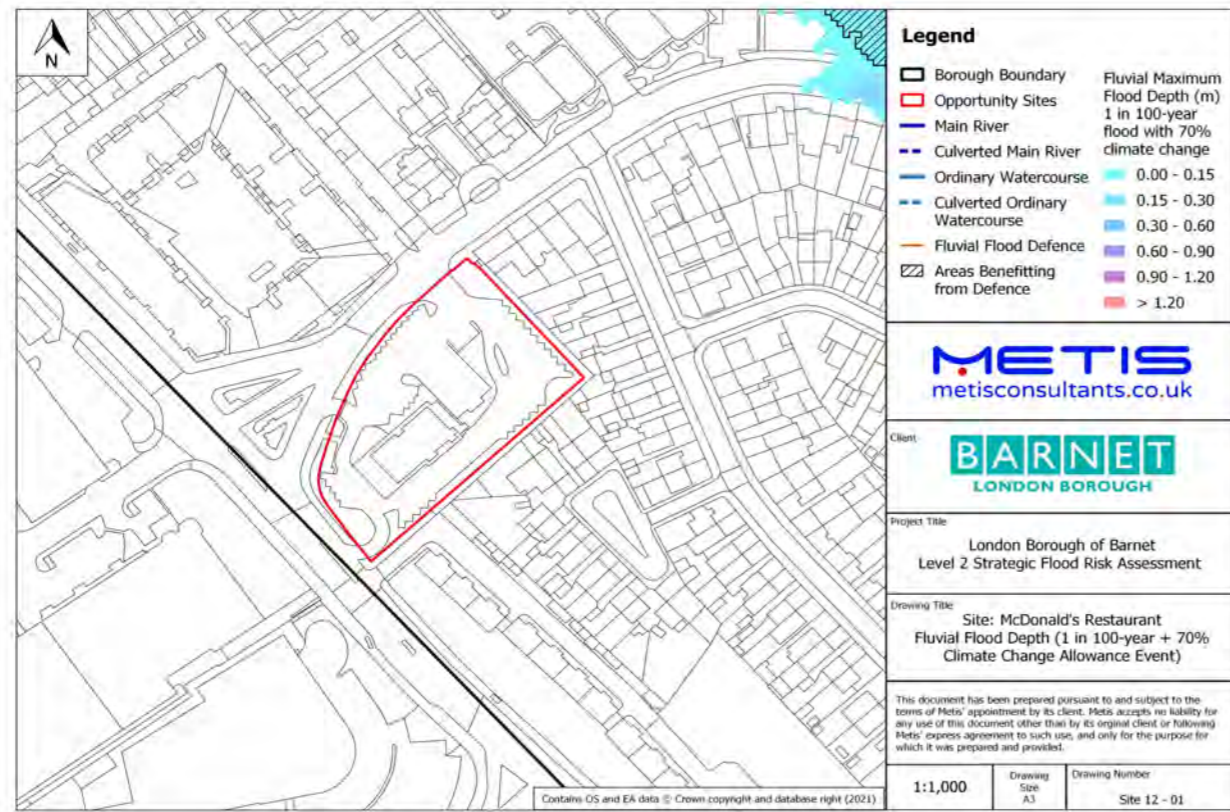 N
Legend
Borough Boundary
Opportunity Sites
Main River
Culverted Main River
Ordinary Watercourse
Culverted Ordinary
Watercourse
Fluvial Flood Defence
Areas Benefitting
from Defence
Fluvial Maximum
Flood Depth (m)
1 in 100-year
flood with 70%
climate change
0.00 - 0.15
0.15 - 0.30
0.30 - 0.60
0.60 - 0.90
0.90 - 1.20
> 1.20
METIS
metisconsultants.co.uk
Client
BARNET
LONDON BOROUGH
Project Title
London Borough of Barnet
Level 2 Strategic Flood Risk Assessment
Drawing Title
Site: McDonald's Restaurant
Fluvial Flood Depth (1 in 100-year + 70%
Climate Change Allowance Event)
This document has been prepared pursuant to and subject to the
terms of Metis' appointment by its client. Metis accepts no liability for
any use of this document other than by its orginal client or following
Metis' express agreement to such use, and only for the purpose for
which it was prepared and provided.
1:1,000
Drawing
Size
A3
Drawing Number
Site 12 - 01
Contains OS and EA data © Crown copyright and database right (2021)